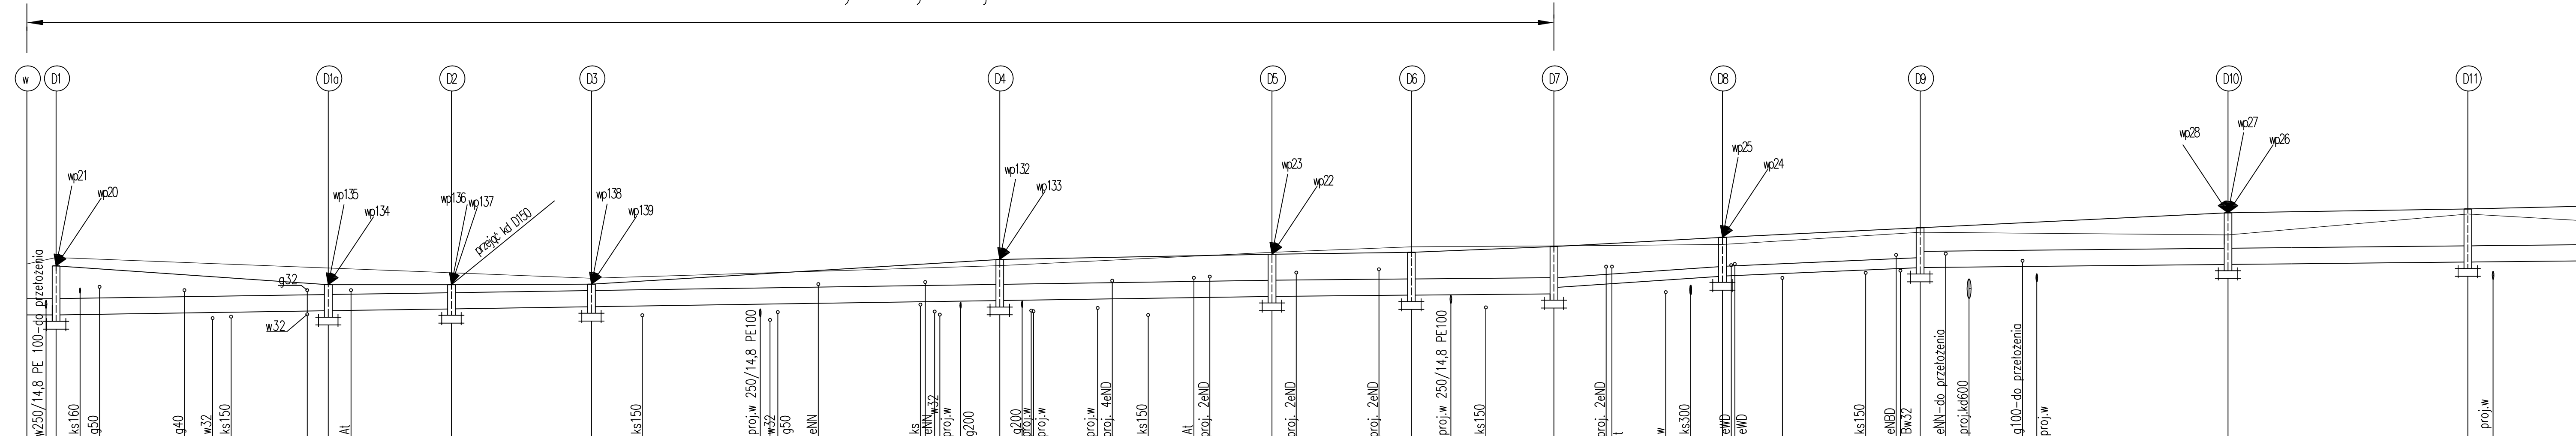 w
D1
D1a
D2
D3
D4
D5
D6
D7
D8
D9
D10
D11
wp21
wp20
wp135
wp134
wp136
wp137
przejąć kd D150
wp138
wp139
wp132
wp133
wp23
wp22
wp25
wp24
wp28
wp27
wp26
g32
w32
w250/14,8 PE 100-do przełożenia
ks160
g50
g40
w32
ks150
At
ks150
proj.w 250/14,8 PE100
w32
g50
eNN
ks
eNN
w32
proj.w
g200
g200
proj.w
proj.w
proj.w
proj. 4eND
ks150
At
proj. 2eND
proj. 2eND
proj. 2eND
proj.w 250/14,8 PE100
ks150
proj. 2eND
t
w
ks300
eWD
eWD
ks150
eNBD
Bw32
eNN-do przełożenia
proj.kd600
g100-do przełożenia
proj.w
proj.w